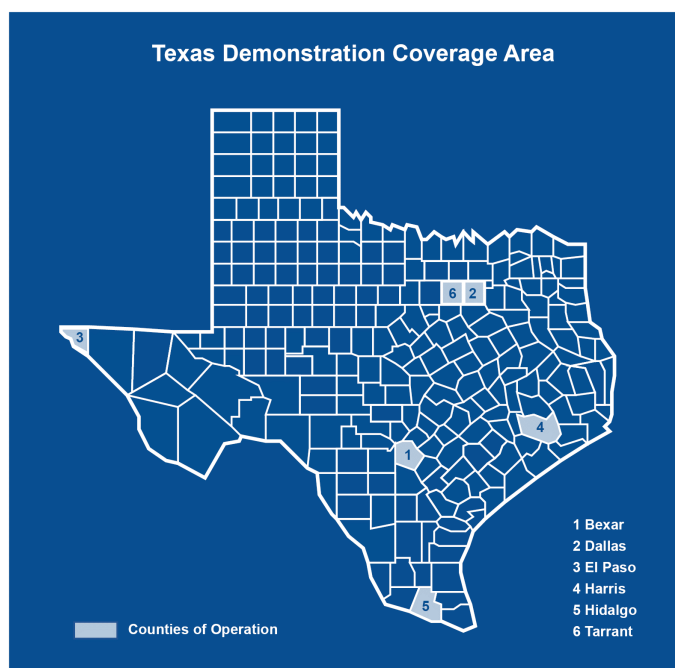 Texas Demonstration Coverage Area
6 2
3
4
1
5
1 Bexar
2 Dallas
3 El Paso
4 Harris
5 Hidalgo
6 Tarrant
Counties of Operation